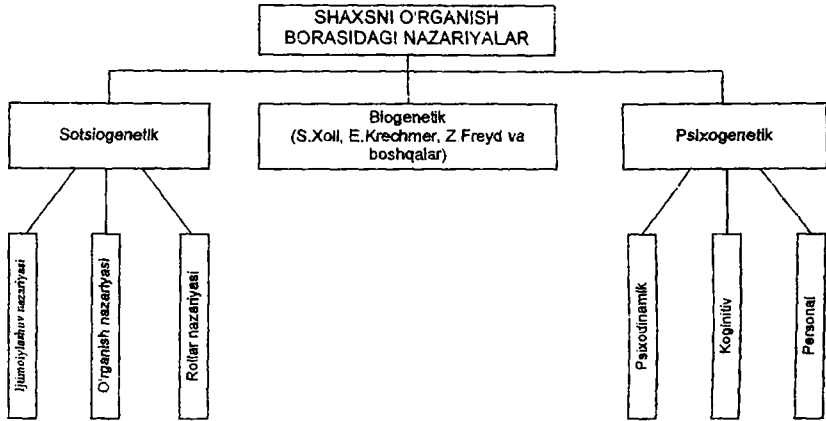 SHAXSNI O'RGANISH
BORASIDAGI NAZARIYALAR
Sotsiogenetik
Biogenetik
(S.Xoll, E.Krechmer, Z.Freyd va
boshqalar)
Psixogenetik
Ijtimoiylashuv nazariyasi
O'rganish nazariyasi
Rollar nazariyasi
Psixodinamik
Koginitiv
Personal